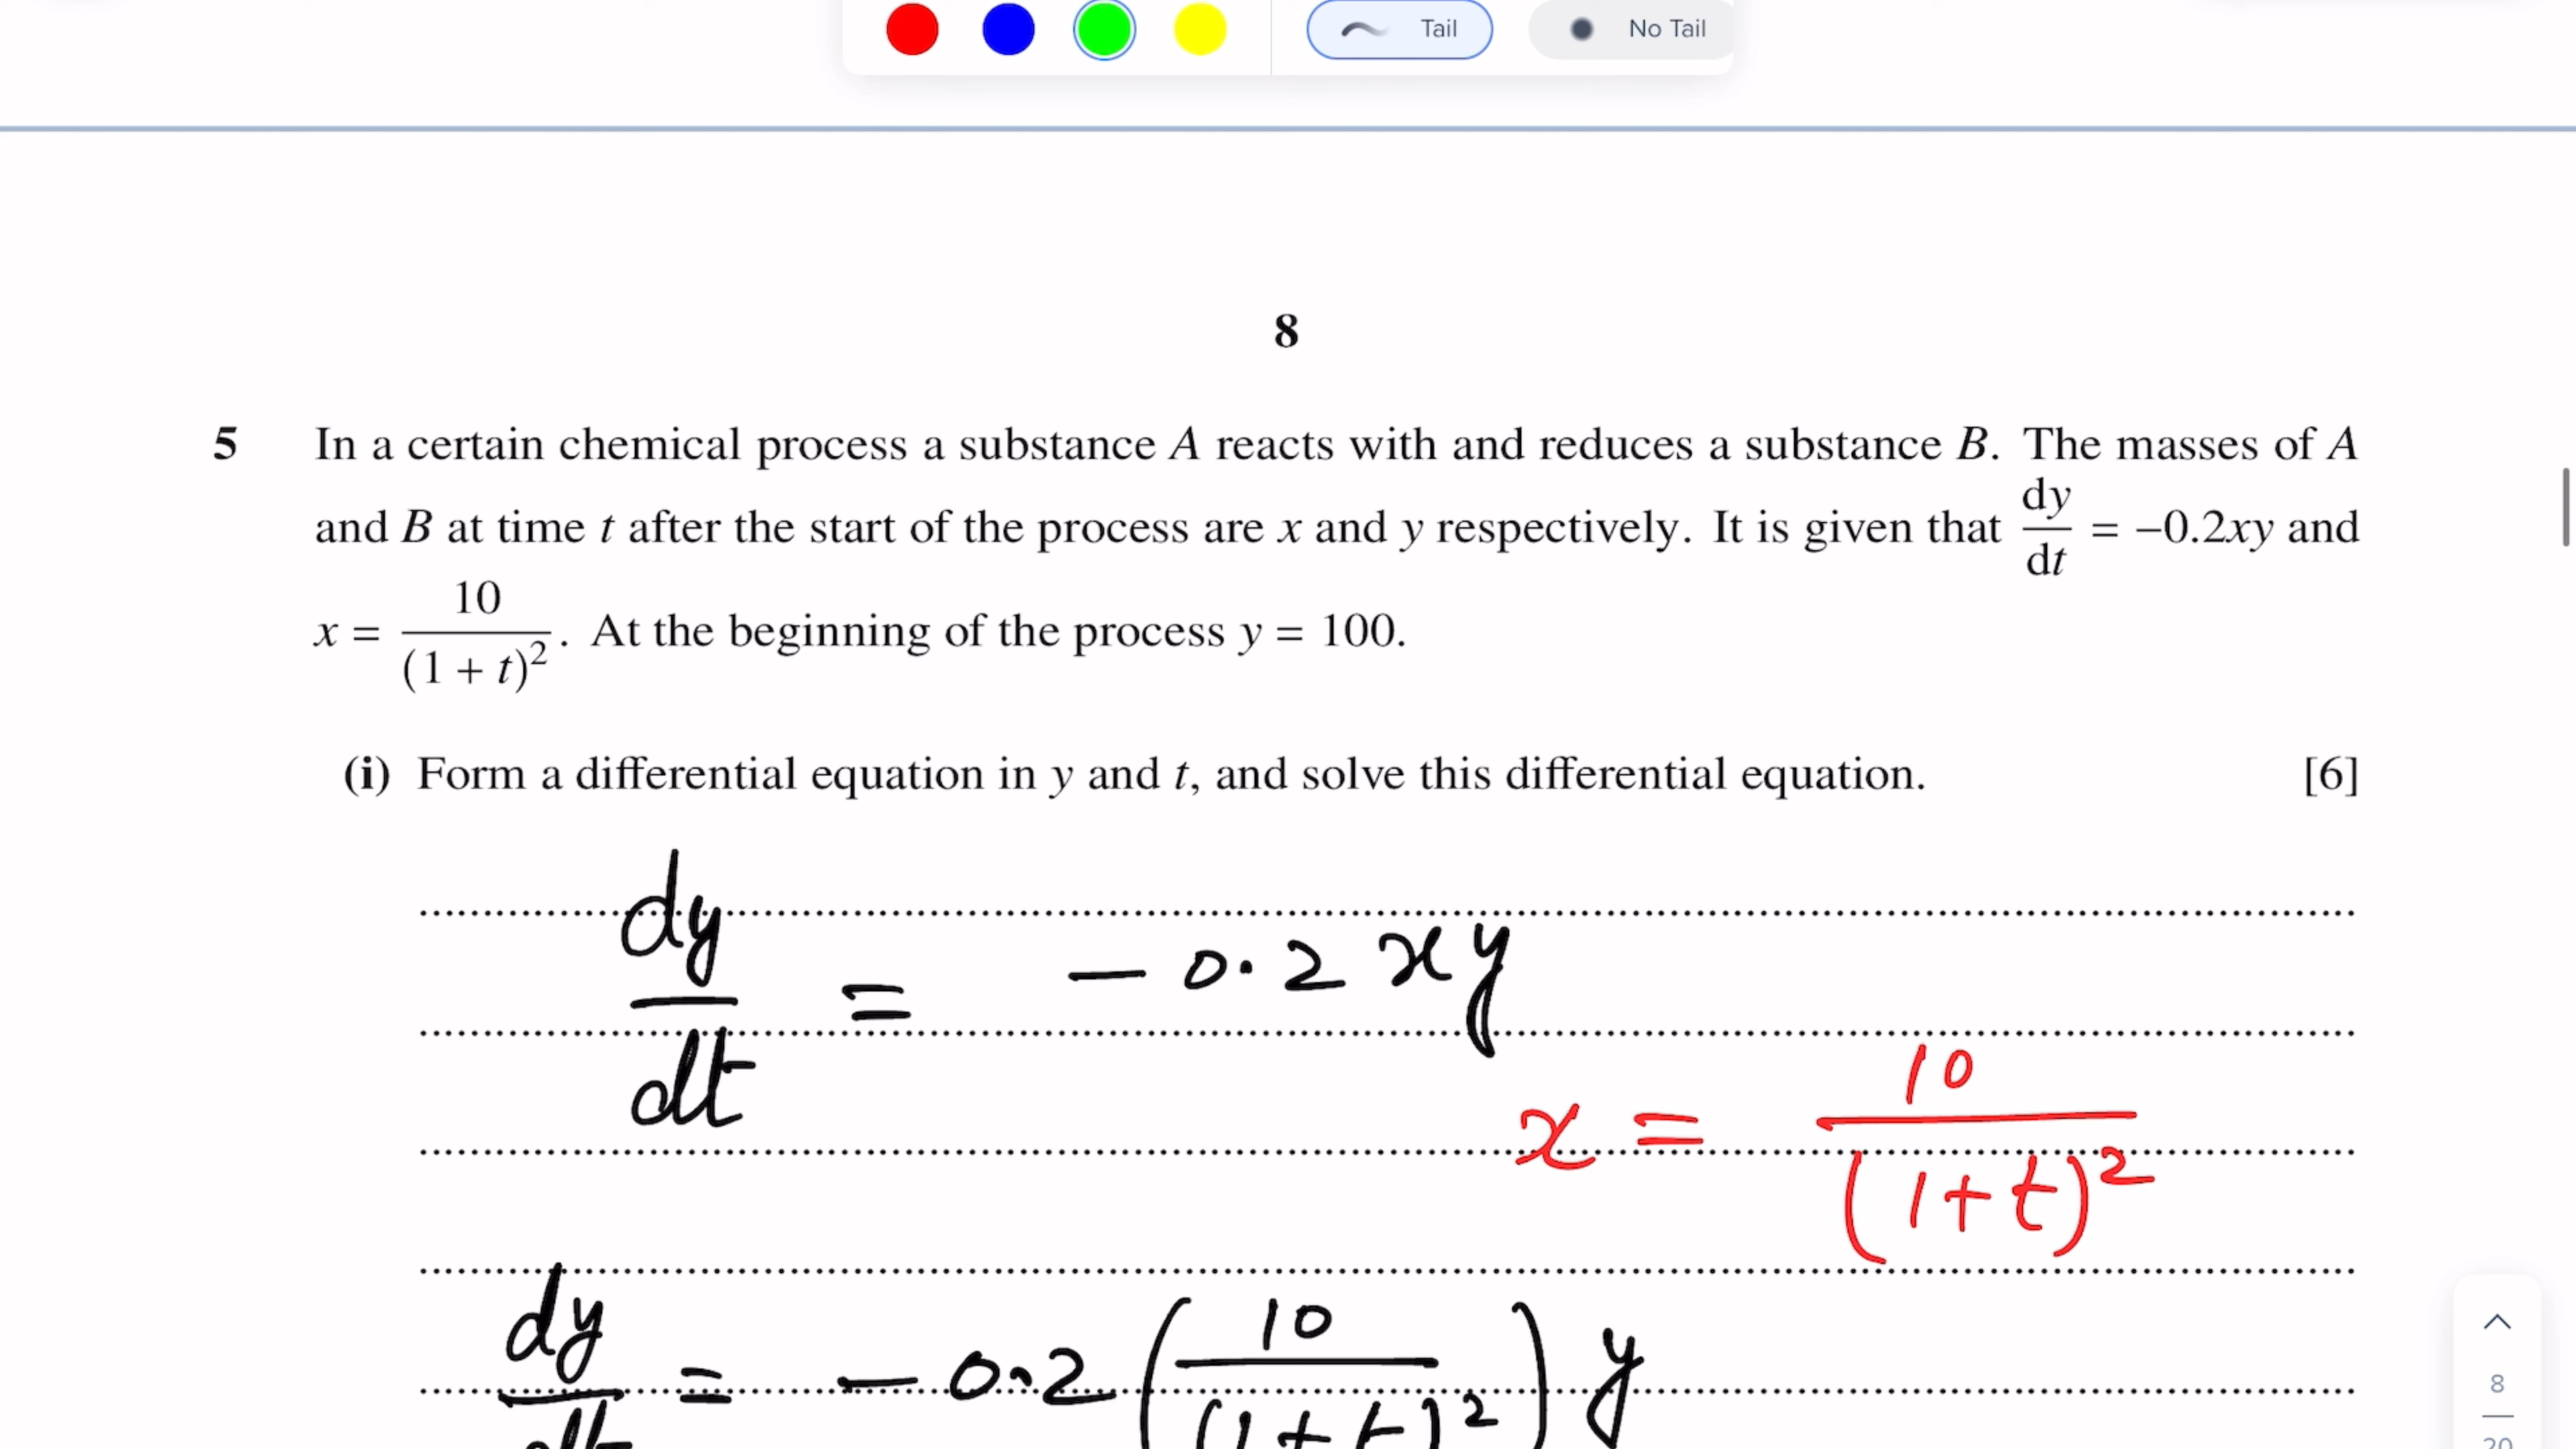 Tail No Tail
8
5 In a certain chemical process a substance A reacts with and reduces a substance B. The masses of A
and B at time t after the start of the process are x and y respectively. It is given that dy/dt = −0.2xy and
x = 10/(1 + t)². At the beginning of the process y = 100.
(i) Form a differential equation in y and t, and solve this differential equation. [6]
dy/dt = − 0.2 xy
x = 10/(1+t)²
dy/dt = − 0.2 (10/(1+t)²) y
8
20